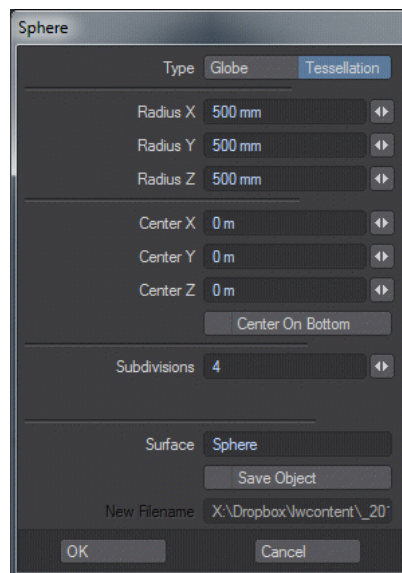 Sphere
Type Globe Tessellation
Radius X 500 mm
Radius Y 500 mm
Radius Z 500 mm
Center X 0 m
Center Y 0 m
Center Z 0 m
Center On Bottom
Subdivisions 4
Surface Sphere
Save Object
New Filename X:\Dropbox\lwcontent\_20
OK Cancel